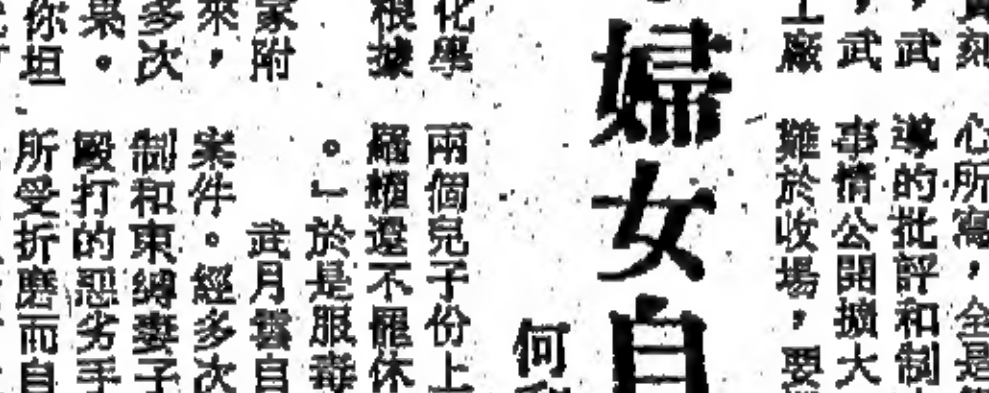 心所寫，全是
，武
導的批評和制
，武
事情公開擴大
工廠
難於收場，要
婦女自
何
化學
兩個兒子份上
根據
還不罷休
。」於是服毒
家附
武月雲自
來，
案件。經多次
多次
制和束縛妻子
果。
毆打的惡劣手
你坦
所受折磨而自